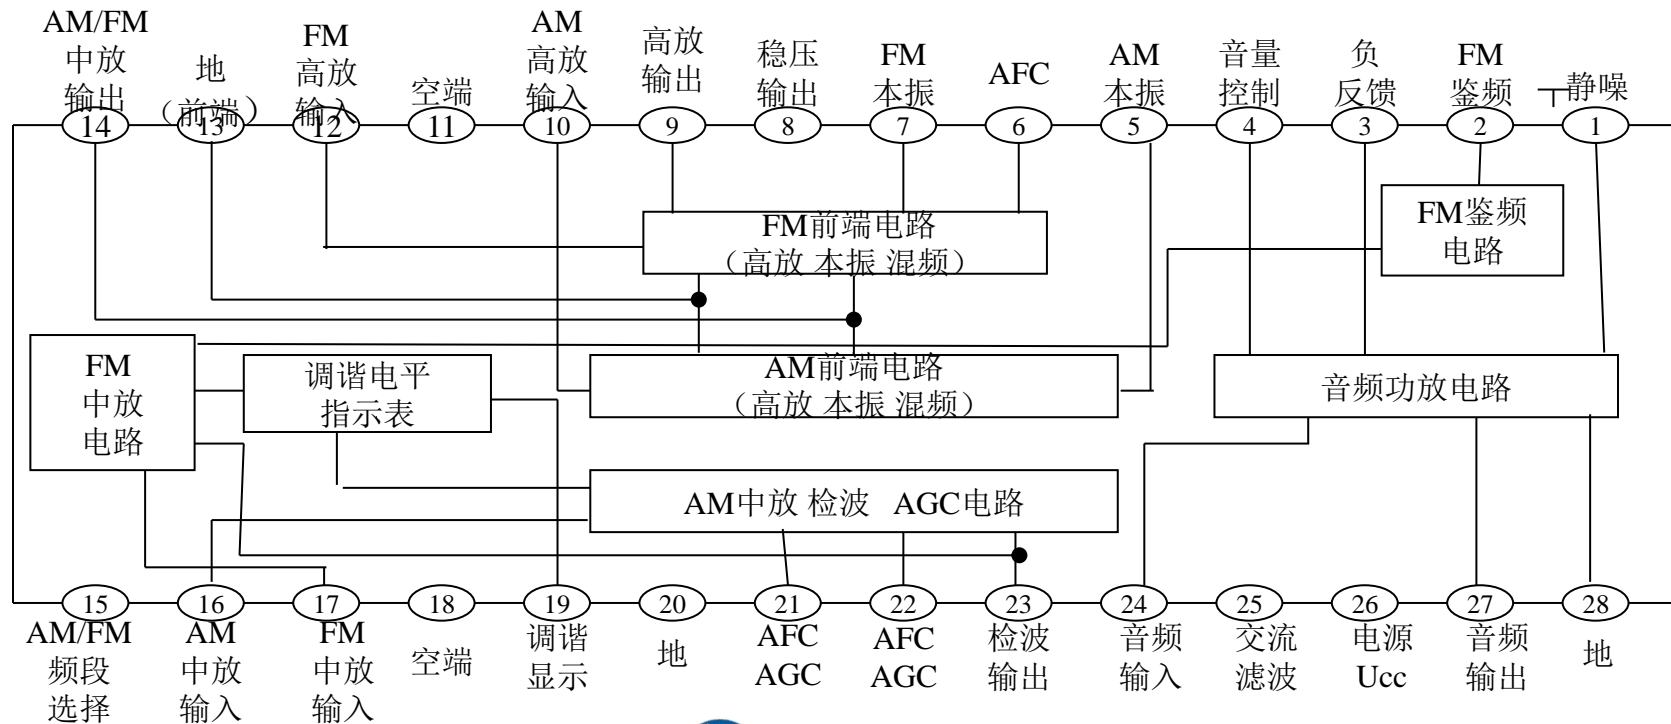 AM/FM
中放
输出
地
（前端）
FM
高放
输入
空端
AM
高放
输入
高放
输出
稳压
输出
FM
本振
AFC
AM
本振
音量
控制
负
反馈
FM
鉴频
静噪
14
13
12
11
10
9
8
7
6
5
4
3
2
1
FM前端电路
（高放 本振 混频）
FM鉴频
电路
FM
中放
电路
调谐电平
指示表
AM前端电路
（高放 本振 混频）
音频功放电路
AM中放 检波 AGC电路
15
16
17
18
19
20
21
22
23
24
25
26
27
28
AM/FM
频段
选择
AM
中放
输入
FM
中放
输入
空端
调谐
显示
地
AFC
AGC
AFC
AGC
检波
输出
音频
输入
交流
滤波
电源
Ucc
音频
输出
地